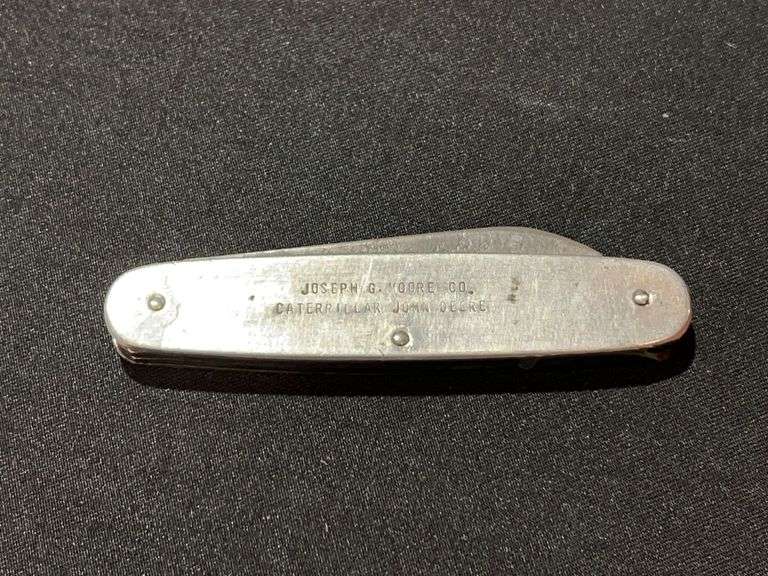 JOSEPH G. MOORE CO.
CATERPILLAR JOHN DEERE